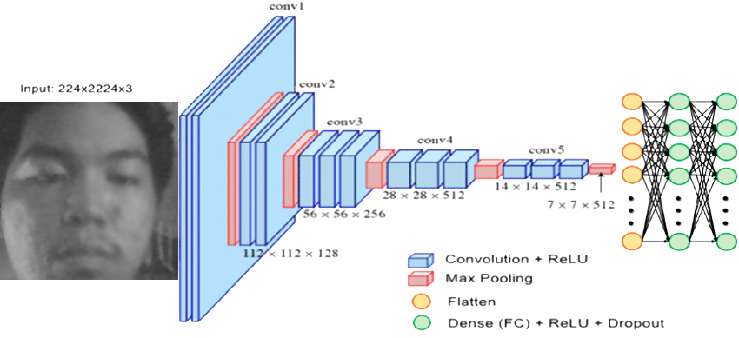 conv1
conv2
Input: 224x2224x3
conv3
conv4
conv5
14 × 14 × 512
28 × 28 × 512
7 × 7 × 512
56 × 56 × 256
112 × 112 × 128
Convolution + ReLU
Max Pooling
Flatten
Dense (FC) + ReLU + Dropout